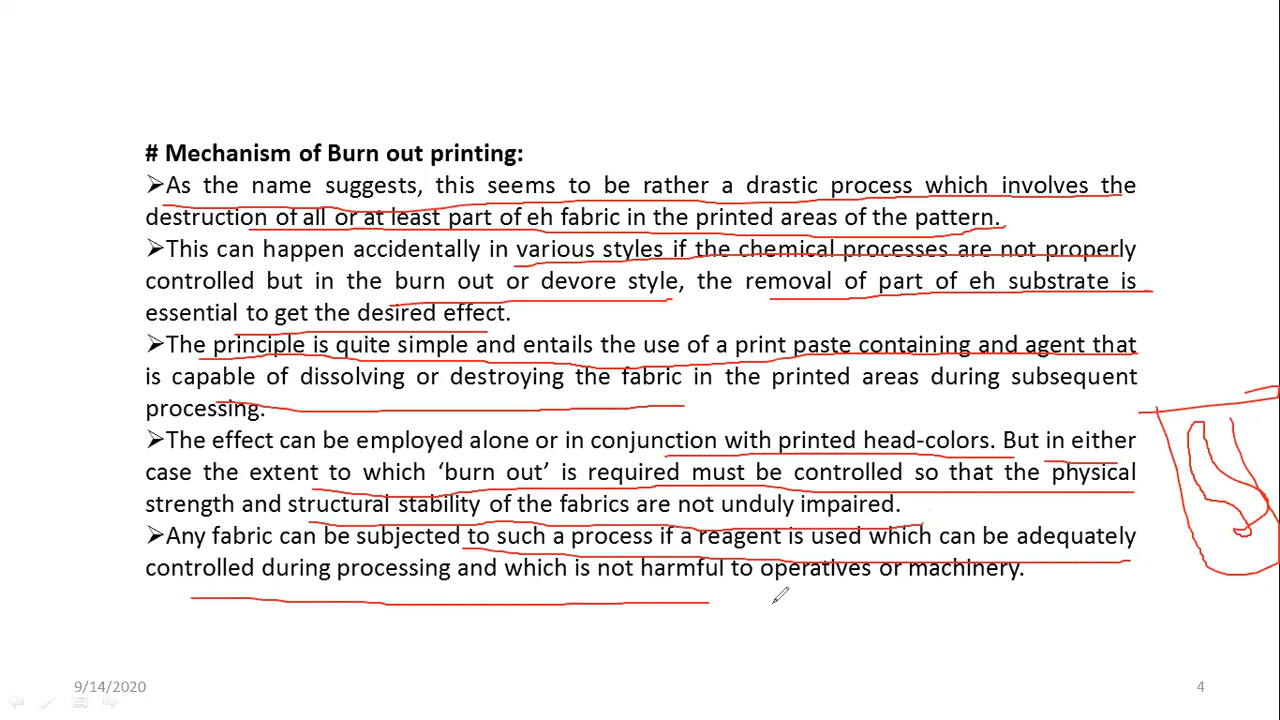 # Mechanism of Burn out printing:
➢As the name suggests, this seems to be rather a drastic process which involves the
destruction of all or at least part of eh fabric in the printed areas of the pattern.
➢This can happen accidentally in various styles if the chemical processes are not properly
controlled but in the burn out or devore style, the removal of part of eh substrate is
essential to get the desired effect.
➢The principle is quite simple and entails the use of a print paste containing and agent that
is capable of dissolving or destroying the fabric in the printed areas during subsequent
processing.
➢The effect can be employed alone or in conjunction with printed head-colors. But in either
case the extent to which ‘burn out’ is required must be controlled so that the physical
strength and structural stability of the fabrics are not unduly impaired.
➢Any fabric can be subjected to such a process if a reagent is used which can be adequately
controlled during processing and which is not harmful to operatives or machinery.
9/14/2020
4